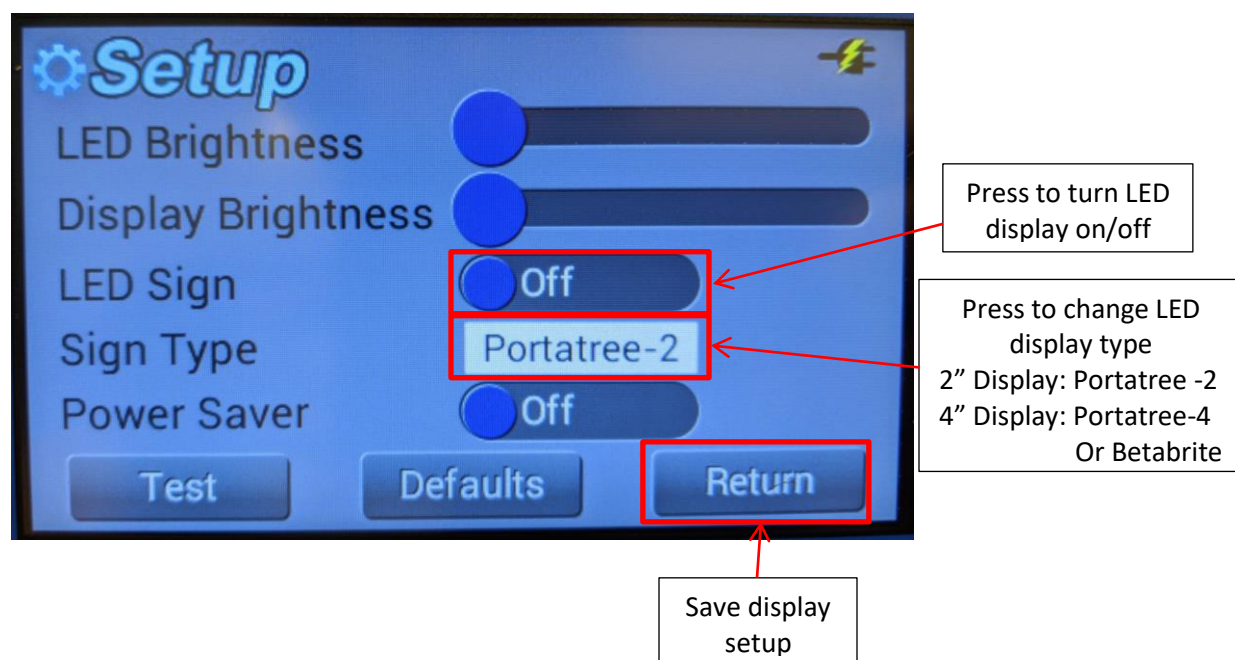 Setup
LED Brightness
Display Brightness
LED Sign
Off
Sign Type
Portatree-2
Power Saver
Off
Test
Defaults
Return
Press to turn LED
display on/off
Press to change LED
display type
2” Display: Portatree -2
4” Display: Portatree-4
Or Betabrite
Save display
setup